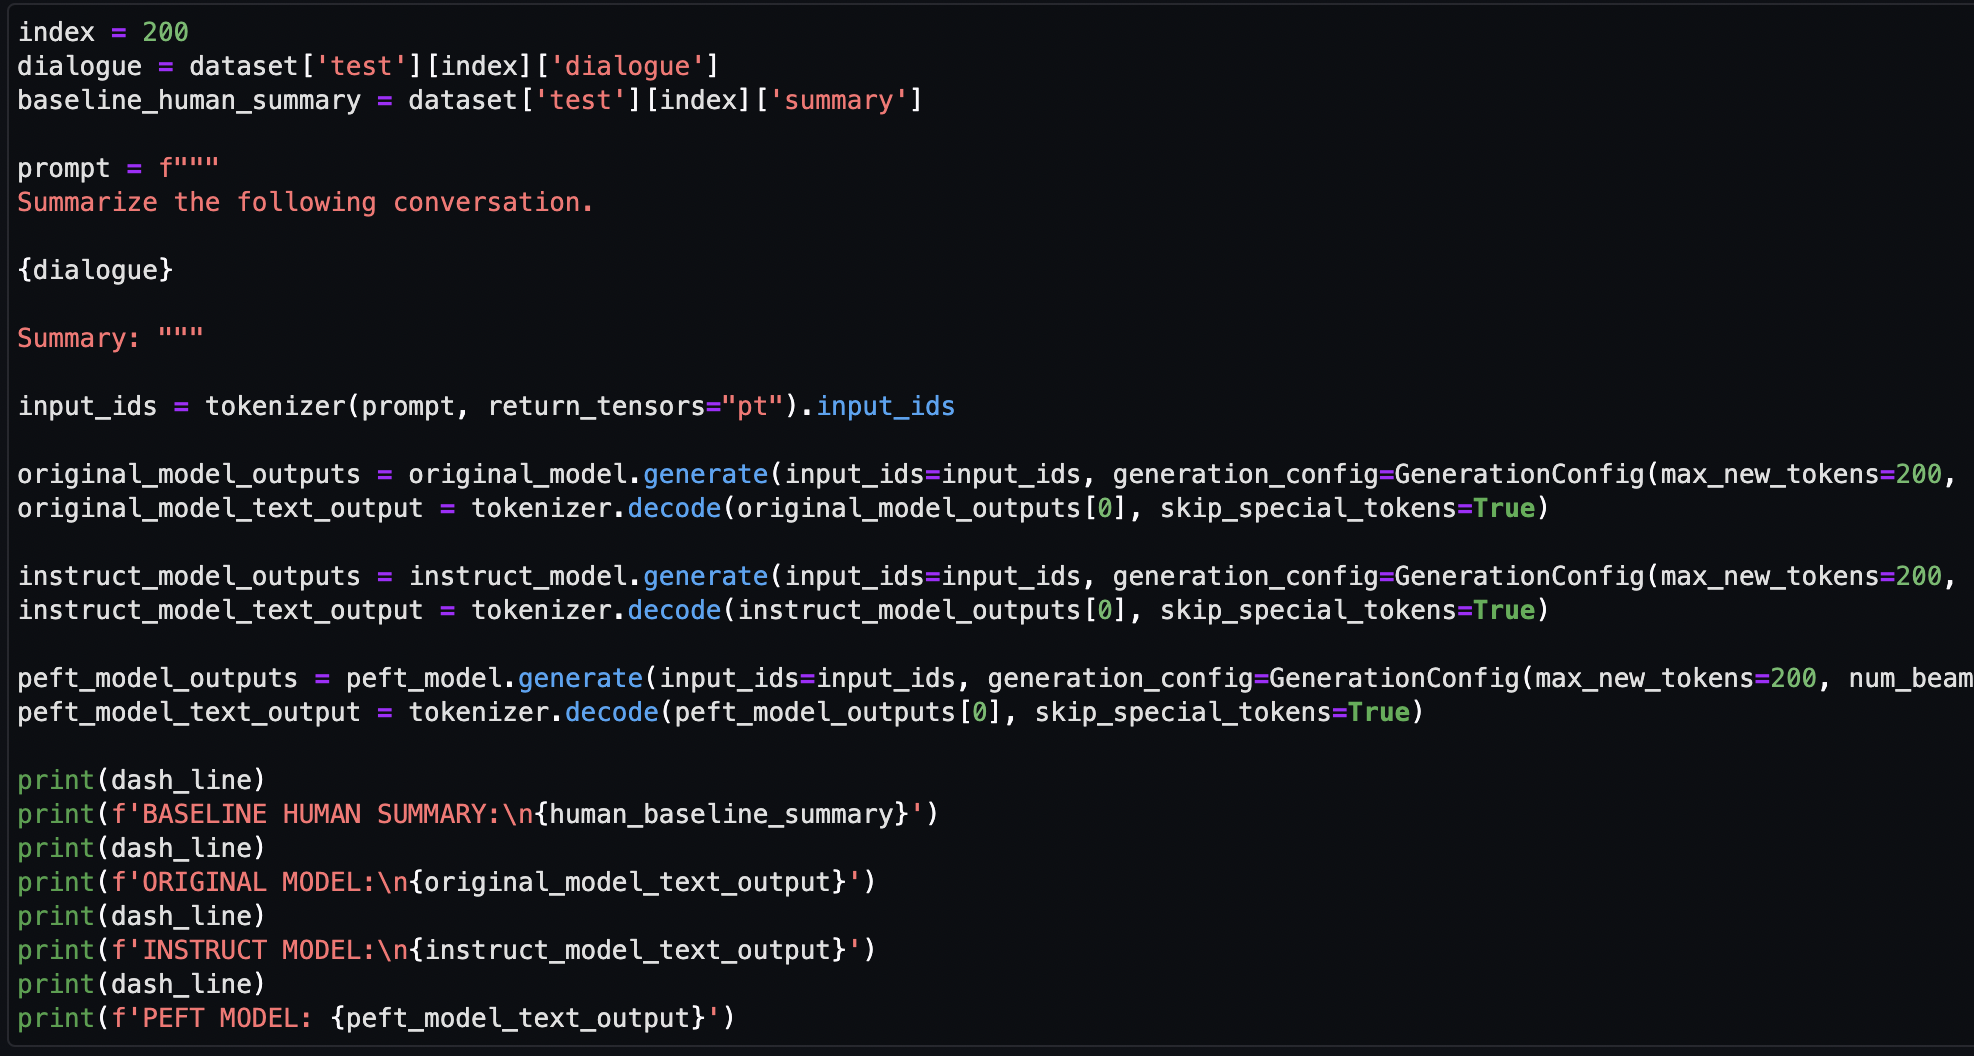 index = 200
dialogue = dataset['test'][index]['dialogue']
baseline_human_summary = dataset['test'][index]['summary']
prompt = f"""
Summarize the following conversation.
{dialogue}
Summary: """
input_ids = tokenizer(prompt, return_tensors="pt").input_ids
original_model_outputs = original_model.generate(input_ids=input_ids, generation_config=GenerationConfig(max_new_tokens=200,
original_model_text_output = tokenizer.decode(original_model_outputs[0], skip_special_tokens=True)
instruct_model_outputs = instruct_model.generate(input_ids=input_ids, generation_config=GenerationConfig(max_new_tokens=200,
instruct_model_text_output = tokenizer.decode(instruct_model_outputs[0], skip_special_tokens=True)
peft_model_outputs = peft_model.generate(input_ids=input_ids, generation_config=GenerationConfig(max_new_tokens=200, num_beam
peft_model_text_output = tokenizer.decode(peft_model_outputs[0], skip_special_tokens=True)
print(dash_line)
print(f'BASELINE HUMAN SUMMARY:\n{human_baseline_summary}')
print(dash_line)
print(f'ORIGINAL MODEL:\n{original_model_text_output}')
print(dash_line)
print(f'INSTRUCT MODEL:\n{instruct_model_text_output}')
print(dash_line)
print(f'PEFT MODEL: {peft_model_text_output}')